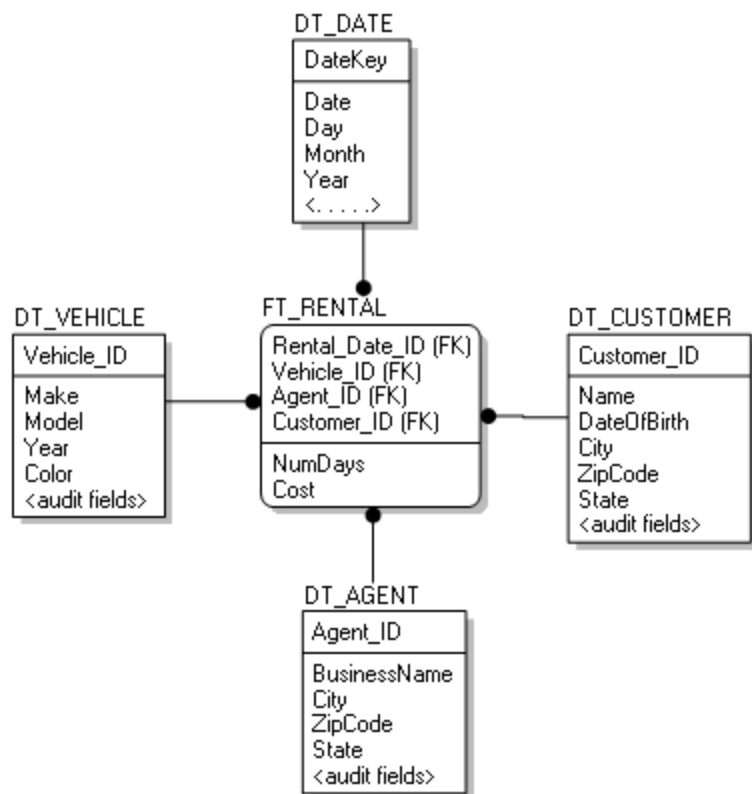 DT_DATE
DateKey
Date
Day
Month
Year
<. . . . .>
DT_VEHICLE
Vehicle_ID
Make
Model
Year
Color
<audit fields>
FT_RENTAL
Rental_Date_ID (FK)
Vehicle_ID (FK)
Agent_ID (FK)
Customer_ID (FK)
NumDays
Cost
DT_CUSTOMER
Customer_ID
Name
DateOfBirth
City
ZipCode
State
<audit fields>
DT_AGENT
Agent_ID
BusinessName
City
ZipCode
State
<audit fields>